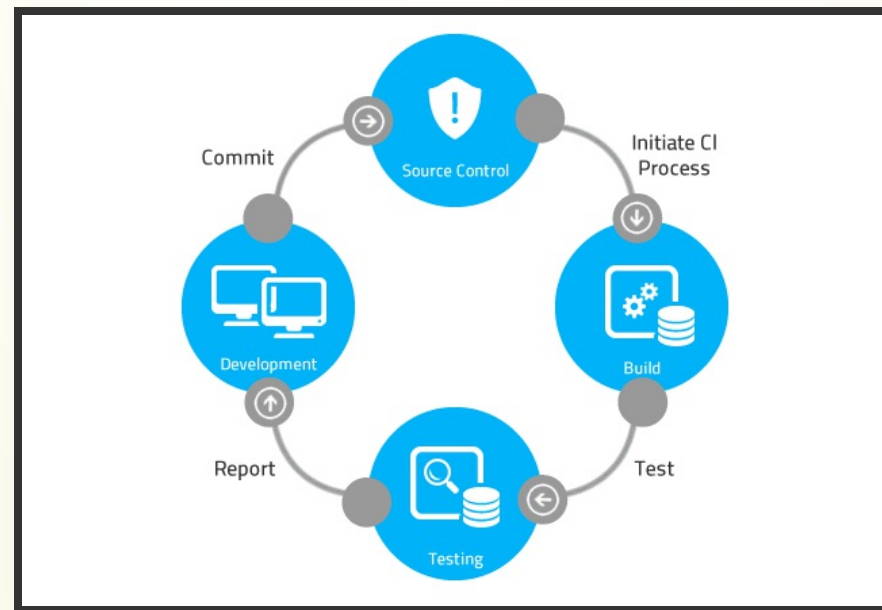 Commit
Source Control
Initiate CI
Process
Development
Build
Report
Test
Testing